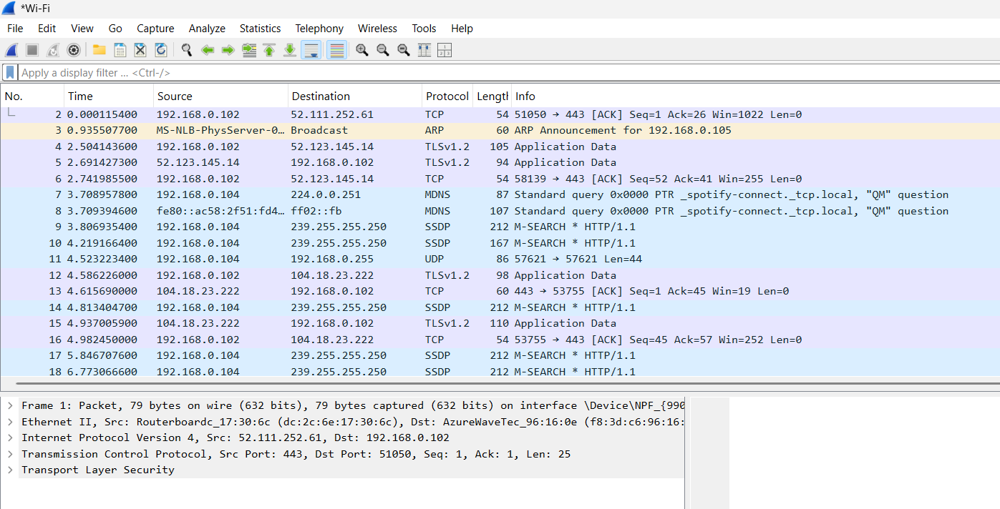 *Wi-Fi
File Edit View Go Capture Analyze Statistics Telephony Wireless Tools Help
Apply a display filter ... <Ctrl-/>
No. Time Source Destination Protocol Length Info
2 0.000115400 192.168.0.102 52.111.252.61 TCP 54 51050 → 443 [ACK] Seq=1 Ack=26 Win=1022 Len=0
3 0.935507700 MS-NLB-PhysServer-0… Broadcast ARP 60 ARP Announcement for 192.168.0.105
4 2.504143600 192.168.0.102 52.123.145.14 TLSv1.2 105 Application Data
5 2.691427300 52.123.145.14 192.168.0.102 TLSv1.2 94 Application Data
6 2.741985500 192.168.0.102 52.123.145.14 TCP 54 58139 → 443 [ACK] Seq=52 Ack=41 Win=255 Len=0
7 3.708957800 192.168.0.104 224.0.0.251 MDNS 87 Standard query 0x0000 PTR _spotify-connect._tcp.local, "QM" question
8 3.709394600 fe80::ac58:2f51:fd4… ff02::fb MDNS 107 Standard query 0x0000 PTR _spotify-connect._tcp.local, "QM" question
9 3.806935400 192.168.0.104 239.255.255.250 SSDP 212 M-SEARCH * HTTP/1.1
10 4.219166400 192.168.0.104 239.255.255.250 SSDP 167 M-SEARCH * HTTP/1.1
11 4.523223400 192.168.0.104 192.168.0.255 UDP 86 57621 → 57621 Len=44
12 4.586226000 192.168.0.102 104.18.23.222 TLSv1.2 98 Application Data
13 4.615690000 104.18.23.222 192.168.0.102 TCP 60 443 → 53755 [ACK] Seq=1 Ack=45 Win=19 Len=0
14 4.813404700 192.168.0.104 239.255.255.250 SSDP 212 M-SEARCH * HTTP/1.1
15 4.937005900 104.18.23.222 192.168.0.102 TLSv1.2 110 Application Data
16 4.982450000 192.168.0.102 104.18.23.222 TCP 54 53755 → 443 [ACK] Seq=45 Ack=57 Win=252 Len=0
17 5.846707600 192.168.0.104 239.255.255.250 SSDP 212 M-SEARCH * HTTP/1.1
18 6.773066600 192.168.0.104 239.255.255.250 SSDP 212 M-SEARCH * HTTP/1.1
Frame 1: Packet, 79 bytes on wire (632 bits), 79 bytes captured (632 bits) on interface \Device\NPF_{990
Ethernet II, Src: Routerboardc_17:30:6c (dc:2c:6e:17:30:6c), Dst: AzureWaveTec_96:16:0e (f8:3d:c6:96:16:
Internet Protocol Version 4, Src: 52.111.252.61, Dst: 192.168.0.102
Transmission Control Protocol, Src Port: 443, Dst Port: 51050, Seq: 1, Ack: 1, Len: 25
Transport Layer Security